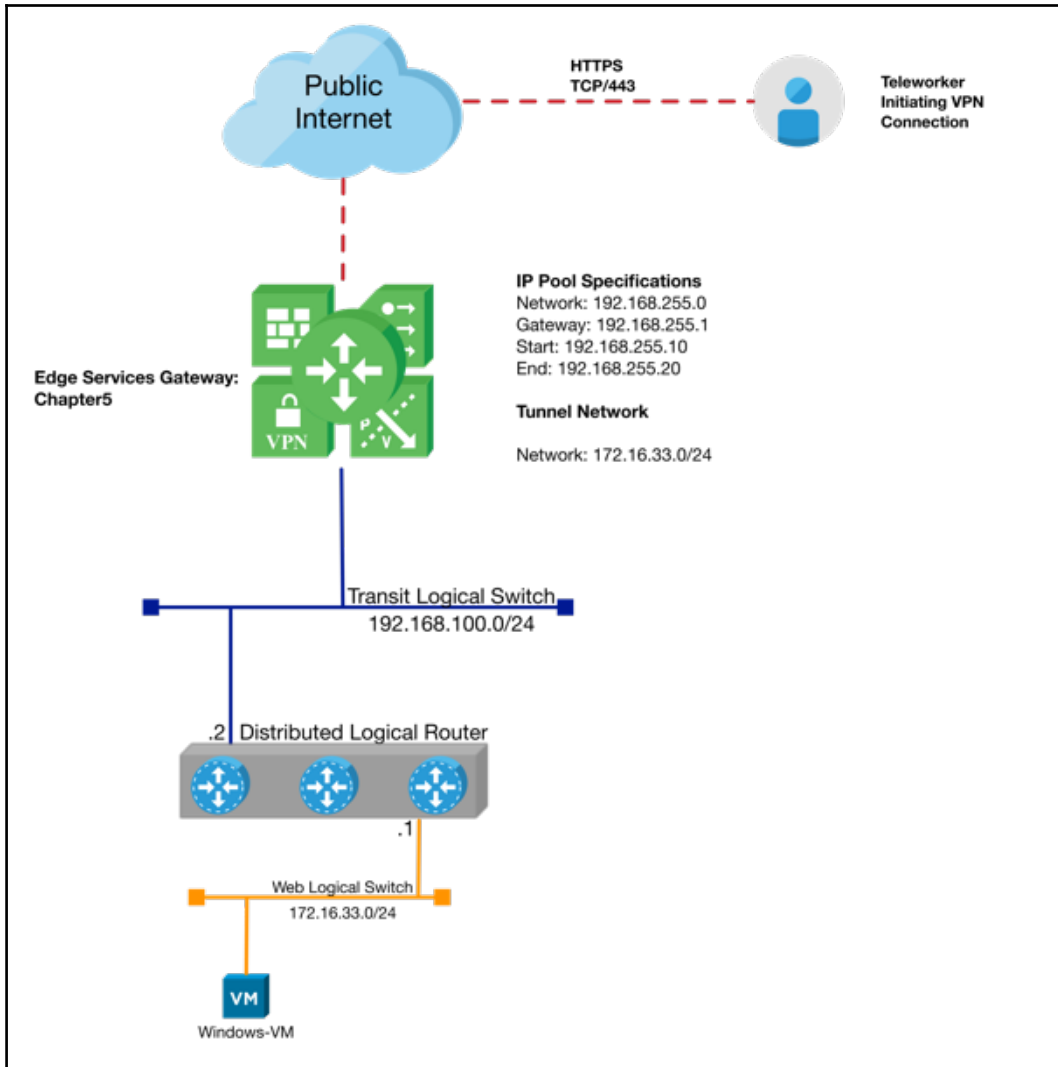 Public
Internet
HTTPS
TCP/443
Teleworker
Initiating VPN
Connection
IP Pool Specifications
Network: 192.168.255.0
Gateway: 192.168.255.1
Start: 192.168.255.10
End: 192.168.255.20
Edge Services Gateway:
Chapter5
VPN
P
V
Tunnel Network
Network: 172.16.33.0/24
Transit Logical Switch
192.168.100.0/24
.2 Distributed Logical Router
.1
Web Logical Switch
172.16.33.0/24
VM
Windows-VM